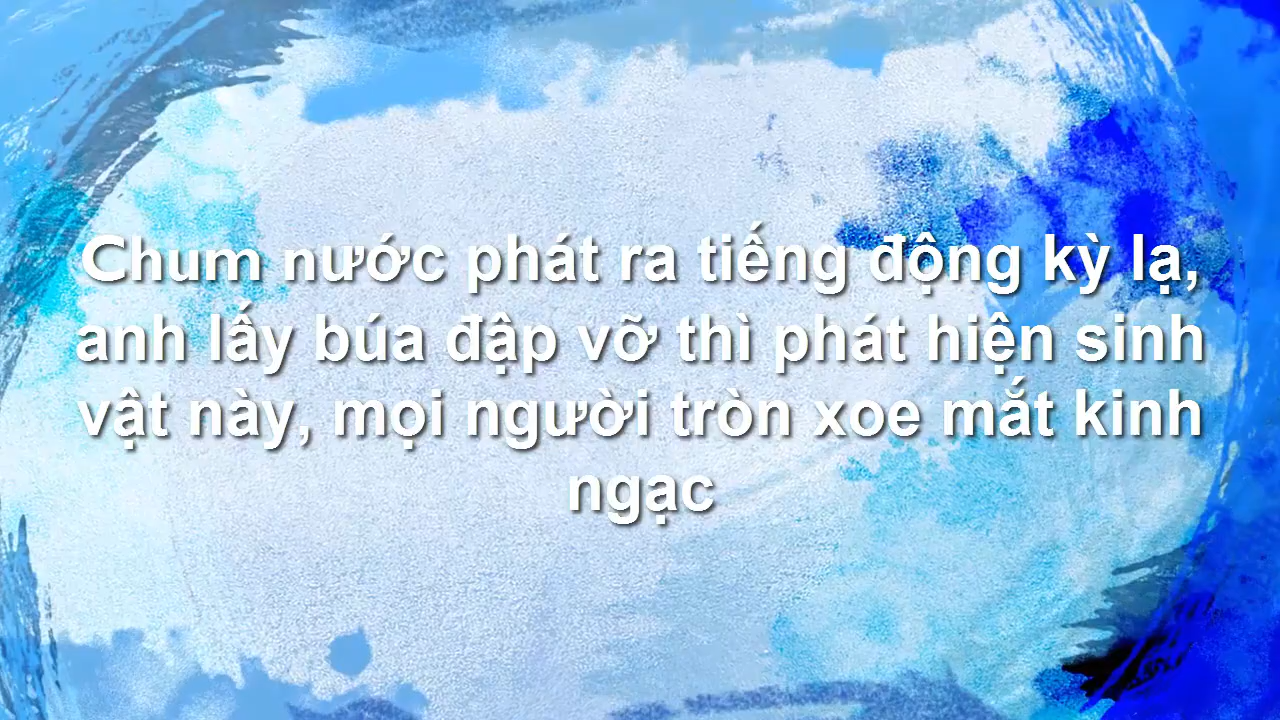 Chum nước phát ra tiếng động kỳ lạ,
anh lấy búa đập vỡ thì phát hiện sinh
vật này, mọi người tròn xoe mắt kinh
ngạc